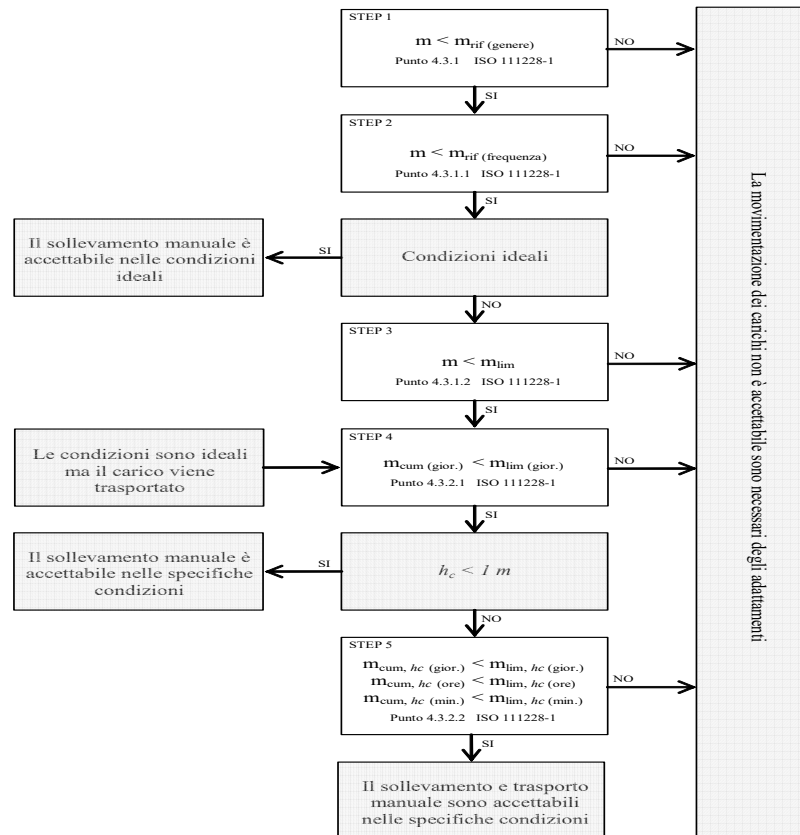 STEP 1
m < mrif (genere)
Punto 4.3.1 ISO 111228-1
NO
SI
STEP 2
m < mrif (frequenza)
Punto 4.3.1.1 ISO 111228-1
NO
SI
Il sollevamento manuale è
accettabile nelle condizioni
ideali
SI
Condizioni ideali
NO
STEP 3
m < mlim
Punto 4.3.1.2 ISO 111228-1
NO
SI
Le condizioni sono ideali
ma il carico viene
trasportato
STEP 4
mcum (gior.) < mlim (gior.)
Punto 4.3.2.1 ISO 111228-1
NO
SI
Il sollevamento manuale è
accettabile nelle specifiche
condizioni
SI
hc < 1 m
NO
STEP 5
mcum, hc (gior.) < mlim, hc (gior.)
mcum, hc (ore) < mlim, hc (ore)
mcum, hc (min.) < mlim, hc (min.)
Punto 4.3.2.2 ISO 111228-1
NO
SI
Il sollevamento e trasporto
manuale sono accettabili
nelle specifiche condizioni
La movimentazione dei carichi non è accettabile sono necessari degli adattamenti